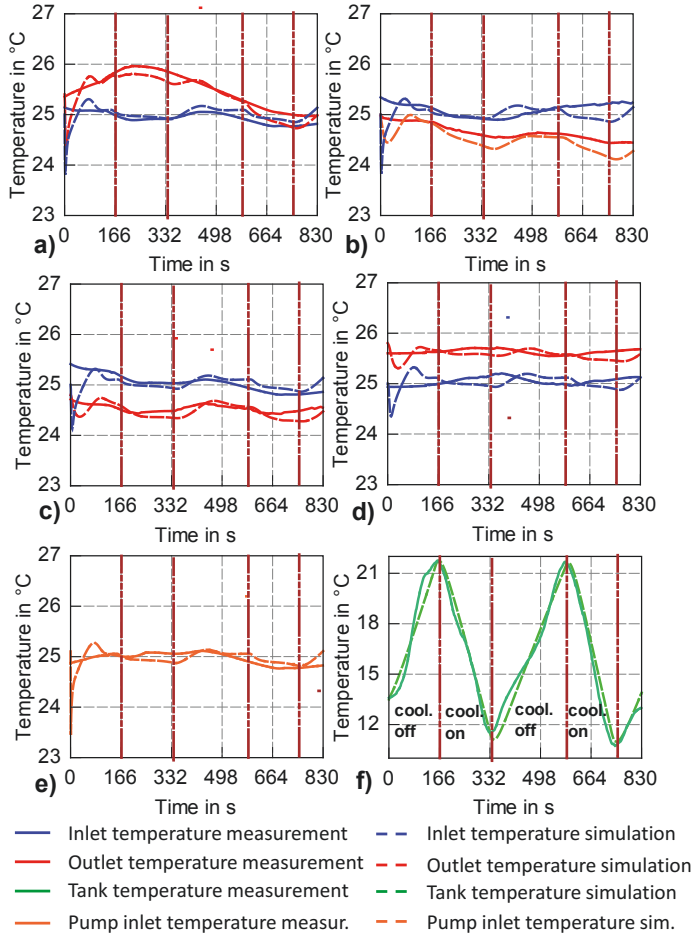 Temperature in °C
27
26
25
24
23
0 166 332 498 664 830
a)
Time in s
Temperature in °C
27
26
25
24
23
0 166 332 498 664 830
b)
Time in s
Temperature in °C
27
26
25
24
23
0 166 332 498 664 830
c)
Time in s
Temperature in °C
27
26
25
24
23
0 166 332 498 664 830
d)
Time in s
Temperature in °C
27
26
25
24
23
0 166 332 498 664 830
e)
Time in s
Temperature in °C
21
18
15
12
cool. cool. cool. cool.
off on off on
0 166 332 498 664 830
f)
Time in s
Inlet temperature measurement
Outlet temperature measurement
Tank temperature measurement
Pump inlet temperature measur.
Inlet temperature simulation
Outlet temperature simulation
Tank temperature simulation
Pump inlet temperature sim.